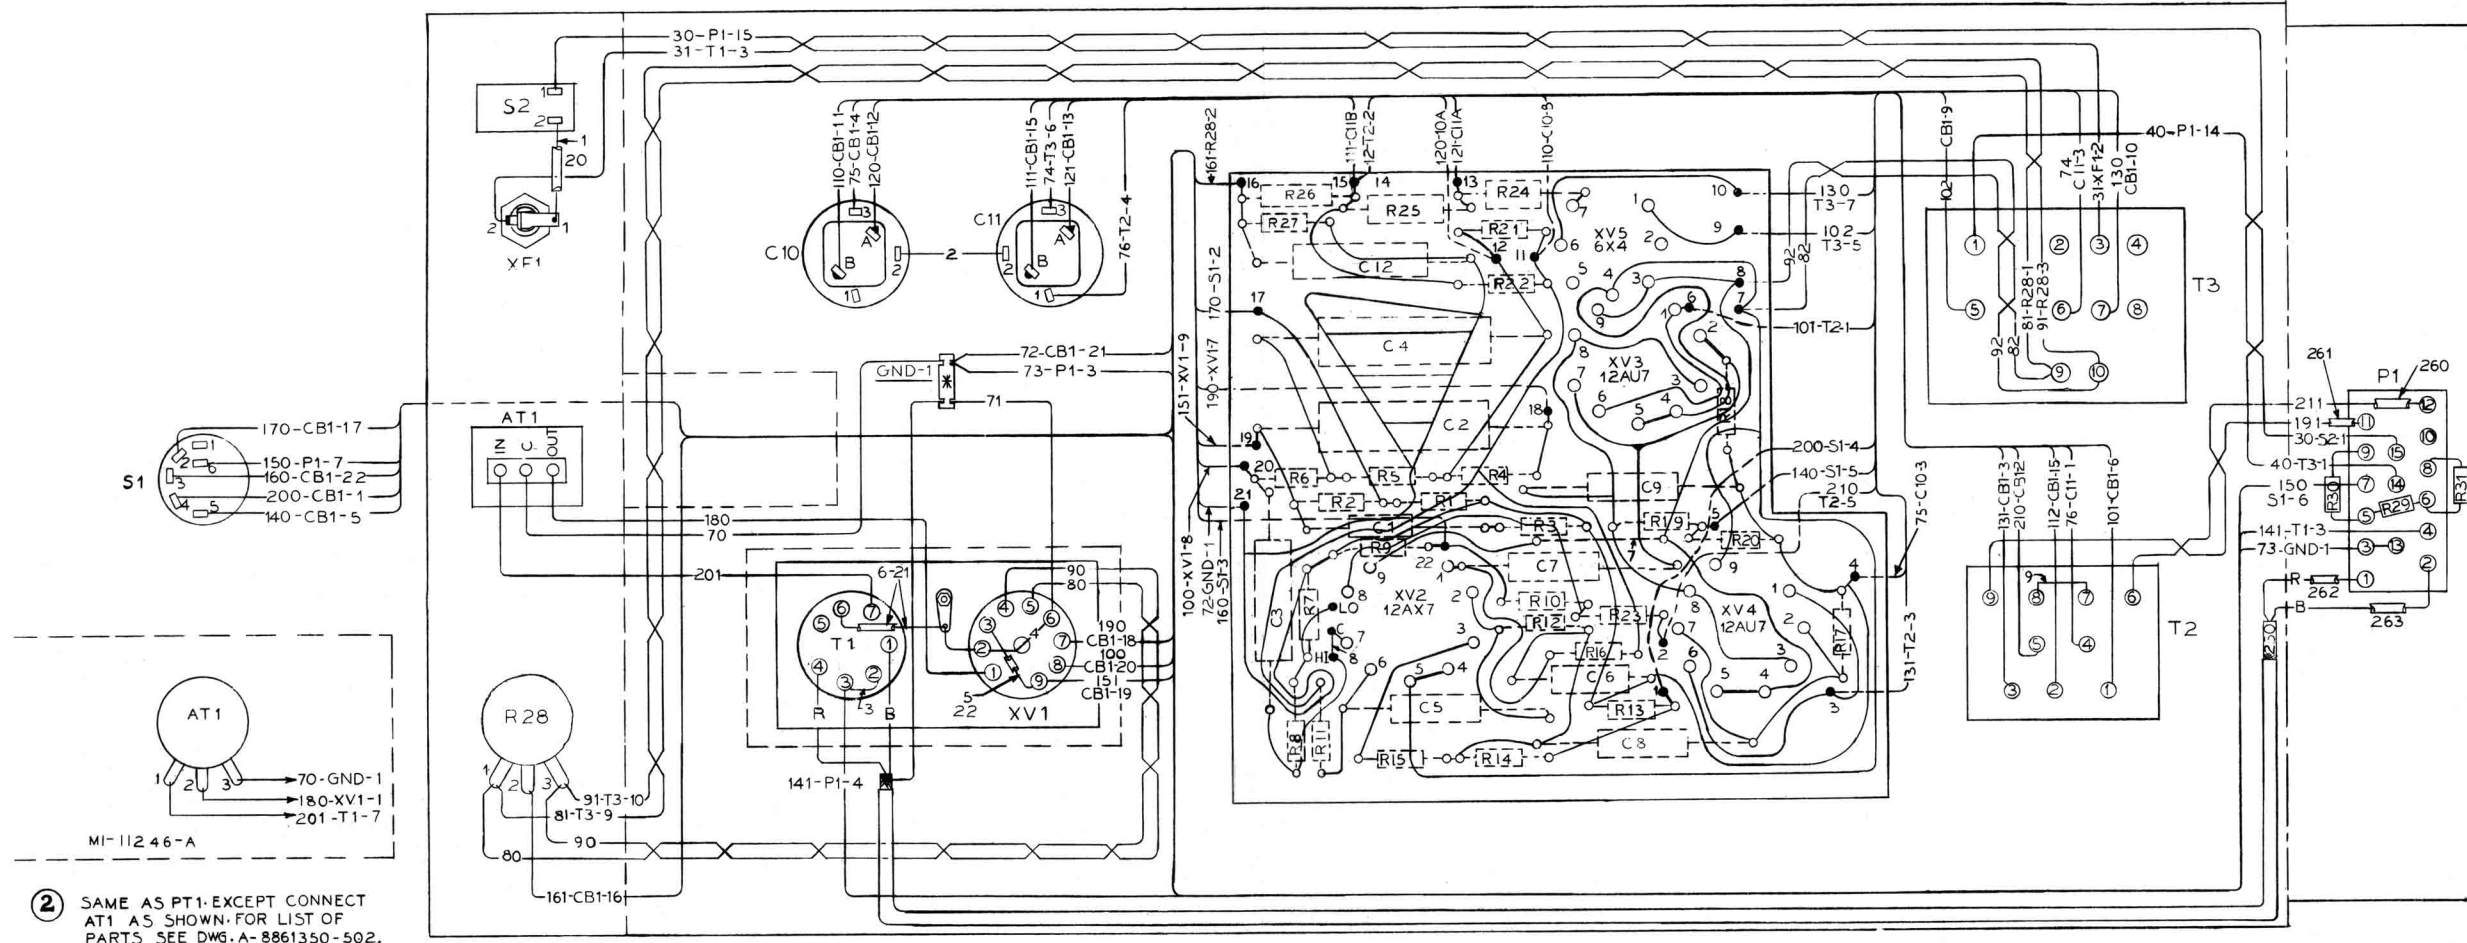 30-P1-15
31-T1-3
S2
1
2
1
20
2
1
XF1
110-CB1-11
75-CB1-4
120-CB1-12
111-CB1-15
74-T3-6
121-CB1-13
76-T2-4
3
A
B
2
1
C10
2
C11
3
A
B
2
1
GND-1
72-CB1-21
73-P1-3
71
170-CB1-17
150-P1-7
160-CB1-22
200-CB1-1
140-CB1-5
S1
1
2
3
4
5
6
AT1
IN
C
OUT
180
70
201
6-21
90
80
T1
1
2
3
4
5
6
7
13
R
B
XV1
1
2
3
4
5
6
7
8
9
4
5
22
190
CB1-18
100
CB1-20
151
CB1-19
141-P1-4
AT1
1
2
3
70-GND-1
180-XV1-1
201-T1-7
MI-11246-A
R28
1
2
3
91-T3-10
81-T3-9
90
80
161-CB1-16
2 SAME AS PT1. EXCEPT CONNECT
AT1 AS SHOWN. FOR LIST OF
PARTS SEE DWG. A-8861350-502.
161-R28-2
170-S1-2
190-XV1-7
151-XV1-9
100-XV1-8
72-GND-1
160-S1-3
111-C11B
12-T2-2
120-10A
121-C11A
110-C10-B
16
15
14
13
12
11
10
9
8
7
17
18
19
20
21
22
R26
R27
R25
R24
R21
R22
C12
C4
C2
R6
R5
R4
R2
R1
C1
R3
R9
C3
R7
C7
R10
R12
R23
R16
C6
R13
C5
C8
R8
R11
R15
R14
C9
R19
R20
R18
R17
XV5
6X4
XV3
12AU7
XV2
12AX7
XV4
12AU7
LO
C
HI
130
T3-7
102
T3-5
92
82
101-T2-1
200-S1-4
140-S1-5
210
T2-5
75-C10-3
131-T2-3
CB1-9
102
74
C11-3
31-XF1-2
130
CB1-10
40-P1-14
81-R28-1
91-R28-3
92
82
T3
1
2
3
4
5
6
7
8
9
10
131-CB1-3
210-CB12
112-CB1-15
76-C11-1
101-CB1-6
T2
9
8
7
6
5
4
3
2
1
9
P1
261
260
211
191
30-S2-1
40-T3-1
150
S1-6
141-T1-3
73-GND-1
R
262
B
263
250
R30
R29
R31
12
11
10
15
9
8
14
7
6
5
4
3
13
2
1